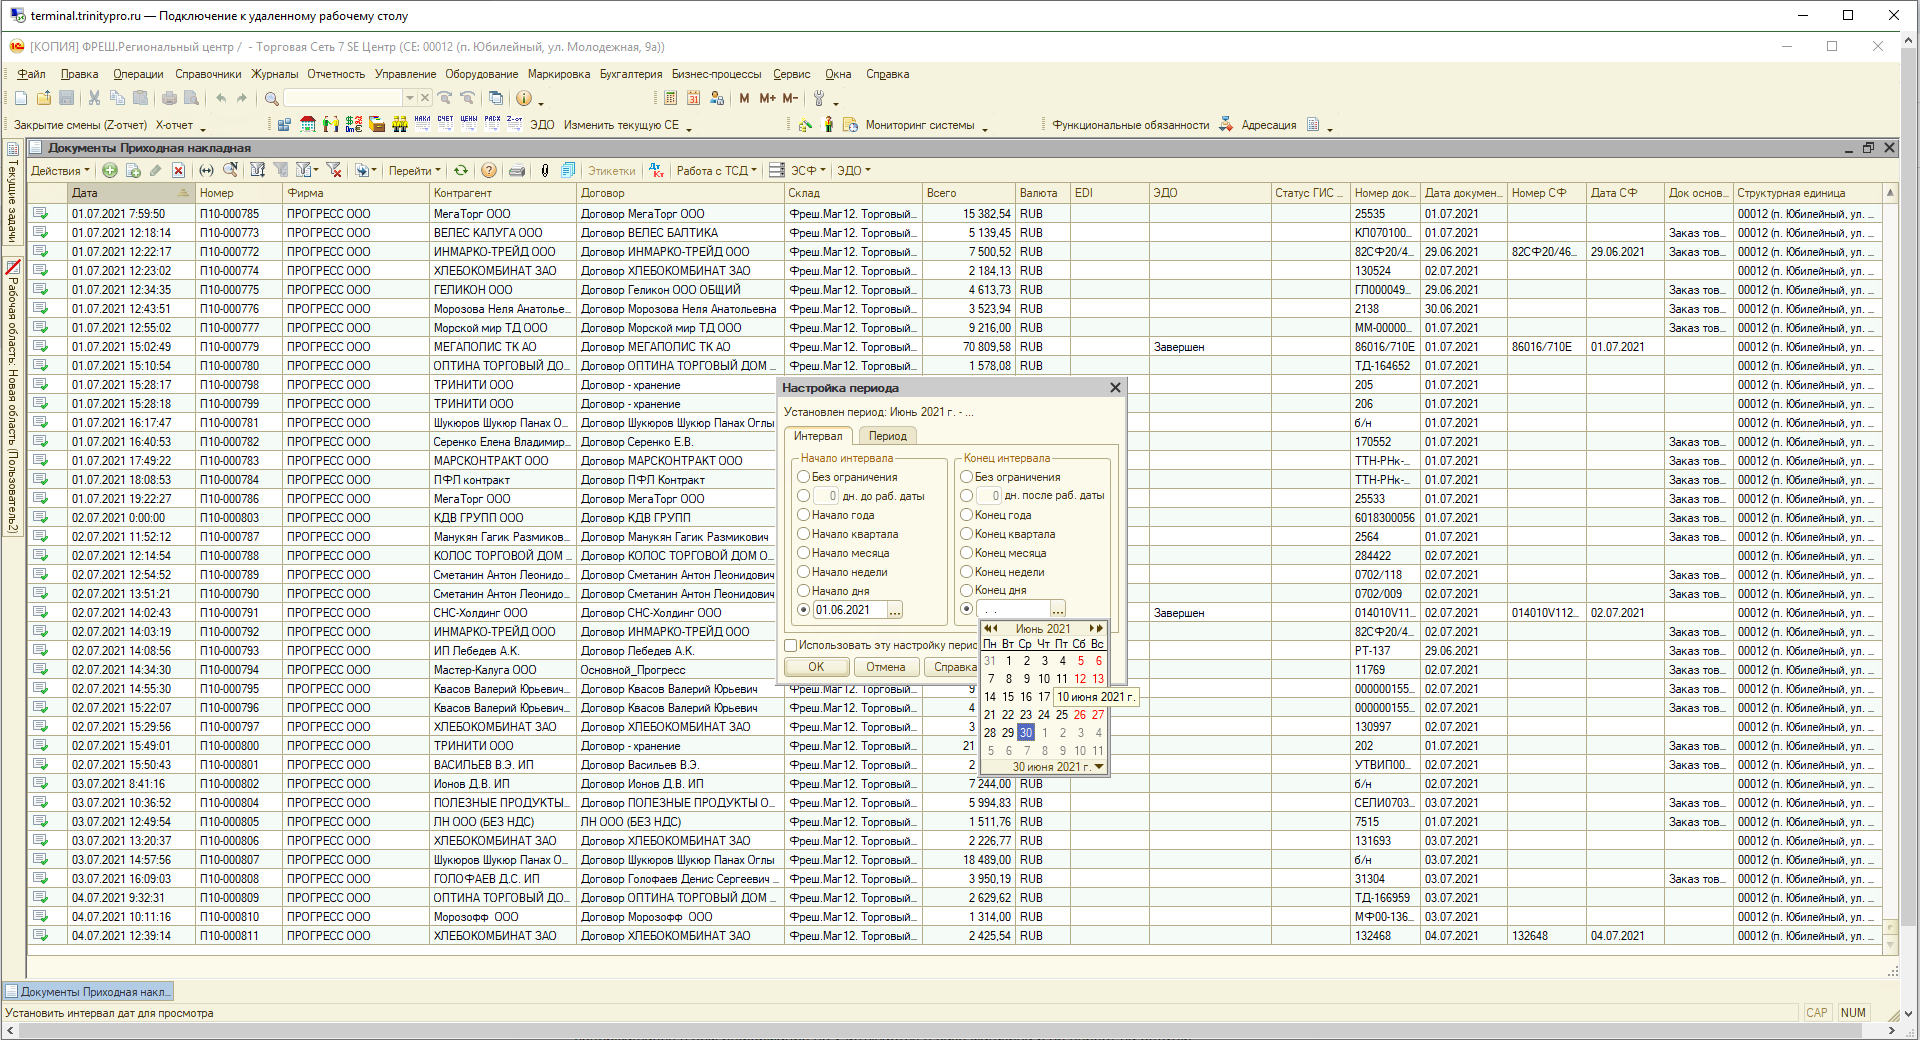 terminal.trinitypro.ru — Подключение к удаленному рабочему столу
[КОПИЯ] ФРЕШ.Региональный центр / - Торговая Сеть 7 SE Центр (СЕ: 00012 (п. Юбилейный, ул. Молодежная, 9а))
Файл Правка Операции Справочники Журналы Отчетность Управление Оборудование Маркировка Бухгалтерия Бизнес-процессы Сервис Окна Справка
M M+ M-
Закрытие смены (Z-отчет) X-отчет ЭДО Изменить текущую СЕ Мониторинг системы Функциональные обязанности Адресация
Документы Приходная накладная
Действия Перейти Этикетки Работа с ТСД ЭСФ ЭДО
Текущие задачи
Рабочая область: Новая область (Пользователь2)
Дата Номер Фирма Контрагент Договор Склад Всего Валюта EDI ЭДО Статус ГИС ... Номер док... Дата докумен... Номер СФ Дата СФ Док основ... Структурная единица
01.07.2021 7:59:50 П10-000785 ПРОГРЕСС ООО МегаТорг ООО Договор МегаТорг ООО Фреш.Маг12. Торговый... 15 382,54 RUB 25535 01.07.2021 00012 (п. Юбилейный, ул. ...
01.07.2021 12:18:14 П10-000773 ПРОГРЕСС ООО ВЕЛЕС КАЛУГА ООО Договор ВЕЛЕС БАЛТИКА Фреш.Маг12. Торговый... 5 139,45 RUB КЛ070100... 01.07.2021 Заказ тов... 00012 (п. Юбилейный, ул. ...
01.07.2021 12:22:17 П10-000772 ПРОГРЕСС ООО ИНМАРКО-ТРЕЙД ООО Договор ИНМАРКО-ТРЕЙД ООО Фреш.Маг12. Торговый... 7 500,52 RUB 82СФ20/4... 29.06.2021 82СФ20/46... 29.06.2021 Заказ тов... 00012 (п. Юбилейный, ул. ...
01.07.2021 12:23:02 П10-000774 ПРОГРЕСС ООО ХЛЕБОКОМБИНАТ ЗАО Договор ХЛЕБОКОМБИНАТ ЗАО Фреш.Маг12. Торговый... 2 184,13 RUB 130524 02.07.2021 00012 (п. Юбилейный, ул. ...
01.07.2021 12:34:35 П10-000775 ПРОГРЕСС ООО ГЕЛИКОН ООО Договор Геликон ООО ОБЩИЙ Фреш.Маг12. Торговый... 4 613,73 RUB ГЛ000049... 29.06.2021 Заказ тов... 00012 (п. Юбилейный, ул. ...
01.07.2021 12:43:51 П10-000776 ПРОГРЕСС ООО Морозова Неля Анатолье... Договор Морозова Неля Анатольевна Фреш.Маг12. Торговый... 3 523,94 RUB 2138 30.06.2021 Заказ тов... 00012 (п. Юбилейный, ул. ...
01.07.2021 12:55:02 П10-000777 ПРОГРЕСС ООО Морской мир ТД ООО Договор Морской мир ТД ООО Фреш.Маг12. Торговый... 9 216,00 RUB ММ-00000... 01.07.2021 Заказ тов... 00012 (п. Юбилейный, ул. ...
01.07.2021 15:02:49 П10-000779 ПРОГРЕСС ООО МЕГАПОЛИС ТК АО Договор МЕГАПОЛИС ТК АО Фреш.Маг12. Торговый... 70 809,58 RUB Завершен 86016/710Е 01.07.2021 86016/710Е 01.07.2021 00012 (п. Юбилейный, ул. ...
01.07.2021 15:10:54 П10-000780 ПРОГРЕСС ООО ОПТИНА ТОРГОВЫЙ ДО... Договор ОПТИНА ТОРГОВЫЙ ДОМ ... Фреш.Маг12. Торговый... 1 578,08 RUB ТД-164652 01.07.2021 00012 (п. Юбилейный, ул. ...
01.07.2021 15:28:17 П10-000798 ПРОГРЕСС ООО ТРИНИТИ ООО Договор - хранение 205 01.07.2021 00012 (п. Юбилейный, ул. ...
01.07.2021 15:28:18 П10-000799 ПРОГРЕСС ООО ТРИНИТИ ООО Договор - хранение 206 01.07.2021 00012 (п. Юбилейный, ул. ...
01.07.2021 16:17:47 П10-000781 ПРОГРЕСС ООО Шукюров Шукюр Панах О... Договор Шукюров Шукюр Панах Оглы б/н 01.07.2021 00012 (п. Юбилейный, ул. ...
01.07.2021 16:40:53 П10-000782 ПРОГРЕСС ООО Серенко Елена Владимир... Договор Серенко Е.В. 170552 01.07.2021 Заказ тов... 00012 (п. Юбилейный, ул. ...
01.07.2021 17:49:22 П10-000783 ПРОГРЕСС ООО МАРСКОНТРАКТ ООО Договор МАРСКОНТРАКТ ООО ТТН-РНк-... 01.07.2021 Заказ тов... 00012 (п. Юбилейный, ул. ...
01.07.2021 18:08:53 П10-000784 ПРОГРЕСС ООО ПФЛ контракт Договор ПФЛ Контракт ТТН-РНк-... 01.07.2021 Заказ тов... 00012 (п. Юбилейный, ул. ...
01.07.2021 19:22:27 П10-000786 ПРОГРЕСС ООО МегаТорг ООО Договор МегаТорг ООО 25533 01.07.2021 Заказ тов... 00012 (п. Юбилейный, ул. ...
02.07.2021 0:00:00 П10-000803 ПРОГРЕСС ООО КДВ ГРУПП ООО Договор КДВ ГРУПП 6018300056 01.07.2021 Заказ тов... 00012 (п. Юбилейный, ул. ...
02.07.2021 11:52:12 П10-000787 ПРОГРЕСС ООО Манукян Гагик Размиков... Договор Манукян Гагик Размикович 2564 01.07.2021 Заказ тов... 00012 (п. Юбилейный, ул. ...
02.07.2021 12:14:54 П10-000788 ПРОГРЕСС ООО КОЛОС ТОРГОВОЙ ДОМ ... Договор КОЛОС ТОРГОВОЙ ДОМ О... 284422 02.07.2021 00012 (п. Юбилейный, ул. ...
02.07.2021 12:54:52 П10-000789 ПРОГРЕСС ООО Сметанин Антон Леонидо... Договор Сметанин Антон Леонидович 0702/118 02.07.2021 Заказ тов... 00012 (п. Юбилейный, ул. ...
02.07.2021 13:51:21 П10-000790 ПРОГРЕСС ООО Сметанин Антон Леонидо... Договор Сметанин Антон Леонидович 0702/009 02.07.2021 Заказ тов... 00012 (п. Юбилейный, ул. ...
02.07.2021 14:02:43 П10-000791 ПРОГРЕСС ООО СНС-Холдинг ООО Договор СНС-Холдинг ООО Завершен 014010V11... 02.07.2021 014010V112... 02.07.2021 00012 (п. Юбилейный, ул. ...
02.07.2021 14:03:19 П10-000792 ПРОГРЕСС ООО ИНМАРКО-ТРЕЙД ООО Договор ИНМАРКО-ТРЕЙД ООО 82СФ20/4... 02.07.2021 Заказ тов... 00012 (п. Юбилейный, ул. ...
02.07.2021 14:08:56 П10-000793 ПРОГРЕСС ООО ИП Лебедев А.К. Договор Лебедев А.К. РТ-137 29.06.2021 Заказ тов... 00012 (п. Юбилейный, ул. ...
02.07.2021 14:34:30 П10-000794 ПРОГРЕСС ООО Мастер-Калуга ООО Основной_Прогресс 11769 02.07.2021 Заказ тов... 00012 (п. Юбилейный, ул. ...
02.07.2021 14:55:30 П10-000795 ПРОГРЕСС ООО Квасов Валерий Юрьевич... Договор Квасов Валерий Юрьевич Фреш.Маг12. Торговый... 9 000000155... 02.07.2021 Заказ тов... 00012 (п. Юбилейный, ул. ...
02.07.2021 15:22:07 П10-000796 ПРОГРЕСС ООО Квасов Валерий Юрьевич... Договор Квасов Валерий Юрьевич Фреш.Маг12. Торговый... 4 000000155... 02.07.2021 Заказ тов... 00012 (п. Юбилейный, ул. ...
02.07.2021 15:29:56 П10-000797 ПРОГРЕСС ООО ХЛЕБОКОМБИНАТ ЗАО Договор ХЛЕБОКОМБИНАТ ЗАО Фреш.Маг12. Торговый... 3 130997 02.07.2021 00012 (п. Юбилейный, ул. ...
02.07.2021 15:49:01 П10-000800 ПРОГРЕСС ООО ТРИНИТИ ООО Договор - хранение Фреш.Маг12. Торговый... 21 202 01.07.2021 Заказ тов... 00012 (п. Юбилейный, ул. ...
02.07.2021 15:50:43 П10-000801 ПРОГРЕСС ООО ВАСИЛЬЕВ В.Э. ИП Договор Васильев В.Э. Фреш.Маг12. Торговый... 2 УТВИП00... 02.07.2021 Заказ тов... 00012 (п. Юбилейный, ул. ...
03.07.2021 8:41:16 П10-000802 ПРОГРЕСС ООО Ионов Д.В. ИП Договор Ионов Д.В. ИП Фреш.Маг12. Торговый... 7 244,00 RUB б/н 02.07.2021 00012 (п. Юбилейный, ул. ...
03.07.2021 10:36:52 П10-000804 ПРОГРЕСС ООО ПОЛЕЗНЫЕ ПРОДУКТЫ... Договор ПОЛЕЗНЫЕ ПРОДУКТЫ О... Фреш.Маг12. Торговый... 5 994,83 RUB СЕЛИ0703... 03.07.2021 Заказ тов... 00012 (п. Юбилейный, ул. ...
03.07.2021 12:49:54 П10-000805 ПРОГРЕСС ООО ЛН ООО (БЕЗ НДС) ЛН ООО (БЕЗ НДС) Фреш.Маг12. Торговый... 1 511,76 RUB 7515 01.07.2021 Заказ тов... 00012 (п. Юбилейный, ул. ...
03.07.2021 13:20:37 П10-000806 ПРОГРЕСС ООО ХЛЕБОКОМБИНАТ ЗАО Договор ХЛЕБОКОМБИНАТ ЗАО Фреш.Маг12. Торговый... 2 226,77 RUB 131693 03.07.2021 00012 (п. Юбилейный, ул. ...
03.07.2021 14:57:56 П10-000807 ПРОГРЕСС ООО Шукюров Шукюр Панах О... Договор Шукюров Шукюр Панах Оглы Фреш.Маг12. Торговый... 18 489,00 RUB б/н 03.07.2021 00012 (п. Юбилейный, ул. ...
03.07.2021 16:09:03 П10-000808 ПРОГРЕСС ООО ГОЛОФАЕВ Д.С. ИП Договор Голофаев Денис Сергеевич ... Фреш.Маг12. Торговый... 3 950,19 RUB 31304 03.07.2021 Заказ тов... 00012 (п. Юбилейный, ул. ...
04.07.2021 9:32:31 П10-000809 ПРОГРЕСС ООО ОПТИНА ТОРГОВЫЙ ДО... Договор ОПТИНА ТОРГОВЫЙ ДОМ ... Фреш.Маг12. Торговый... 2 629,62 RUB ТД-166959 03.07.2021 00012 (п. Юбилейный, ул. ...
04.07.2021 10:11:16 П10-000810 ПРОГРЕСС ООО Морозофф ООО Договор Морозофф ООО Фреш.Маг12. Торговый... 1 314,00 RUB МФ00-136... 03.07.2021 00012 (п. Юбилейный, ул. ...
04.07.2021 12:39:14 П10-000811 ПРОГРЕСС ООО ХЛЕБОКОМБИНАТ ЗАО Договор ХЛЕБОКОМБИНАТ ЗАО Фреш.Маг12. Торговый... 2 425,54 RUB 132468 04.07.2021 132648 04.07.2021 00012 (п. Юбилейный, ул. ...
Настройка периода
Установлен период: Июнь 2021 г. - ...
Интервал Период
Начало интервала Конец интервала
Без ограничения Без ограничения
0 дн. до раб. даты 0 дн. после раб. даты
Начало года Конец года
Начало квартала Конец квартала
Начало месяца Конец месяца
Начало недели Конец недели
Начало дня Конец дня
01.06.2021 ... . . ...
Использовать эту настройку перио
OK Отмена Справка
Июнь 2021
Пн Вт Ср Чт Пт Сб Вс
31 1 2 3 4 5 6
7 8 9 10 11 12 13
14 15 16 17 10 июня 2021 г.
21 22 23 24 25 26 27
28 29 30 1 2 3 4
5 6 7 8 9 10 11
30 июня 2021 г.
Документы Приходная накл...
Установить интервал дат для просмотра
CAP NUM